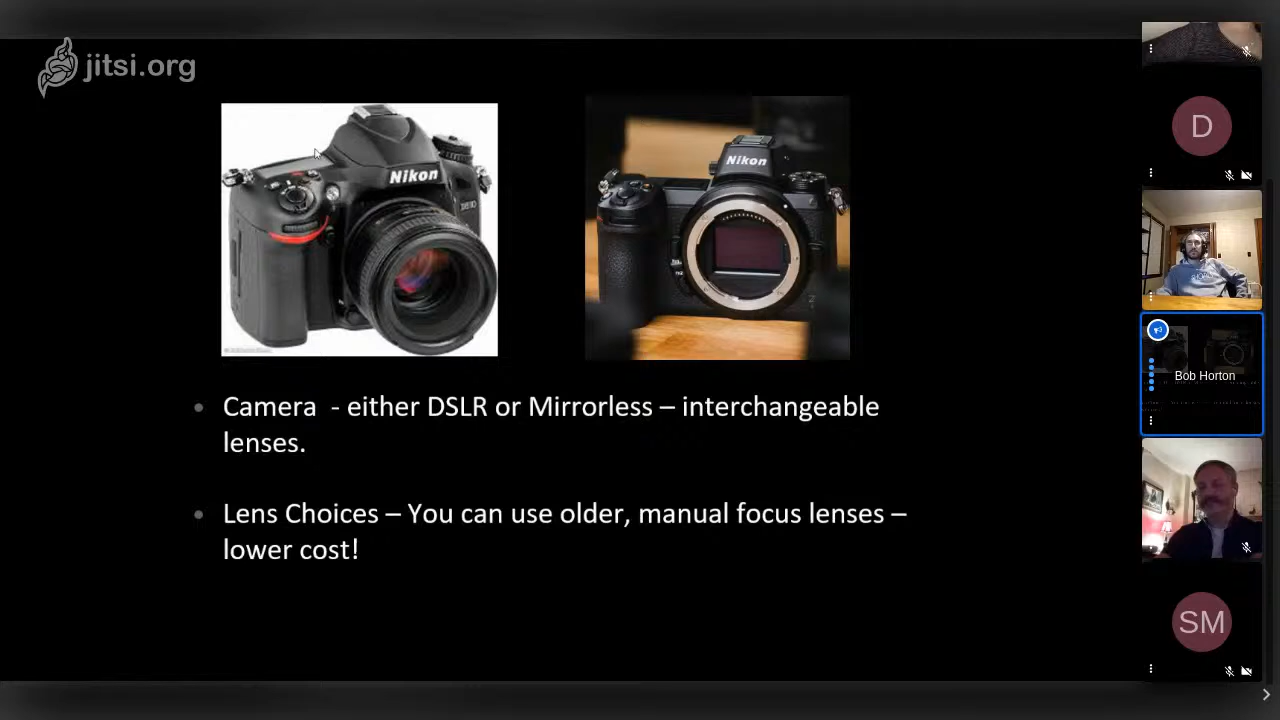 jitsi.org
Nikon
Nikon
D
Bob Horton
Camera  - either DSLR or Mirrorless – interchangeable
lenses.
Lens Choices – You can use older, manual focus lenses –
lower cost!
SM